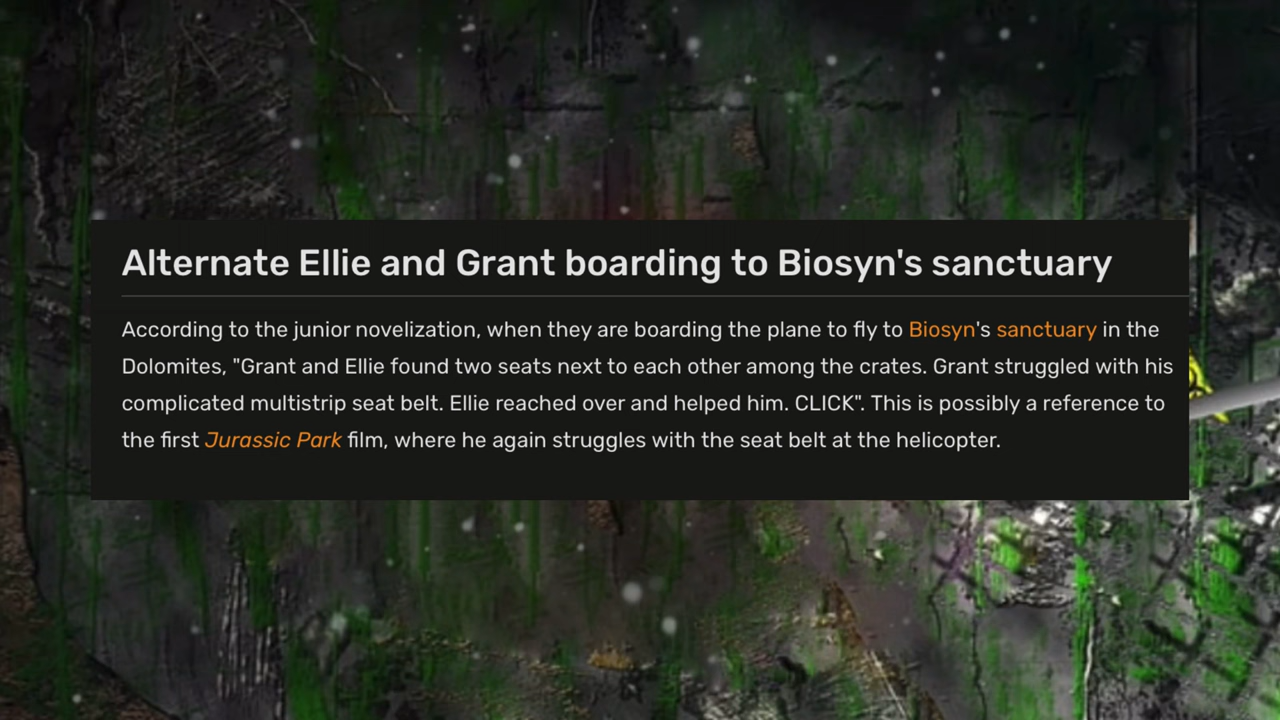 Alternate Ellie and Grant boarding to Biosyn's sanctuary
According to the junior novelization, when they are boarding the plane to fly to Biosyn's sanctuary in the
Dolomites, "Grant and Ellie found two seats next to each other among the crates. Grant struggled with his
complicated multistrip seat belt. Ellie reached over and helped him. CLICK". This is possibly a reference to
the first Jurassic Park film, where he again struggles with the seat belt at the helicopter.